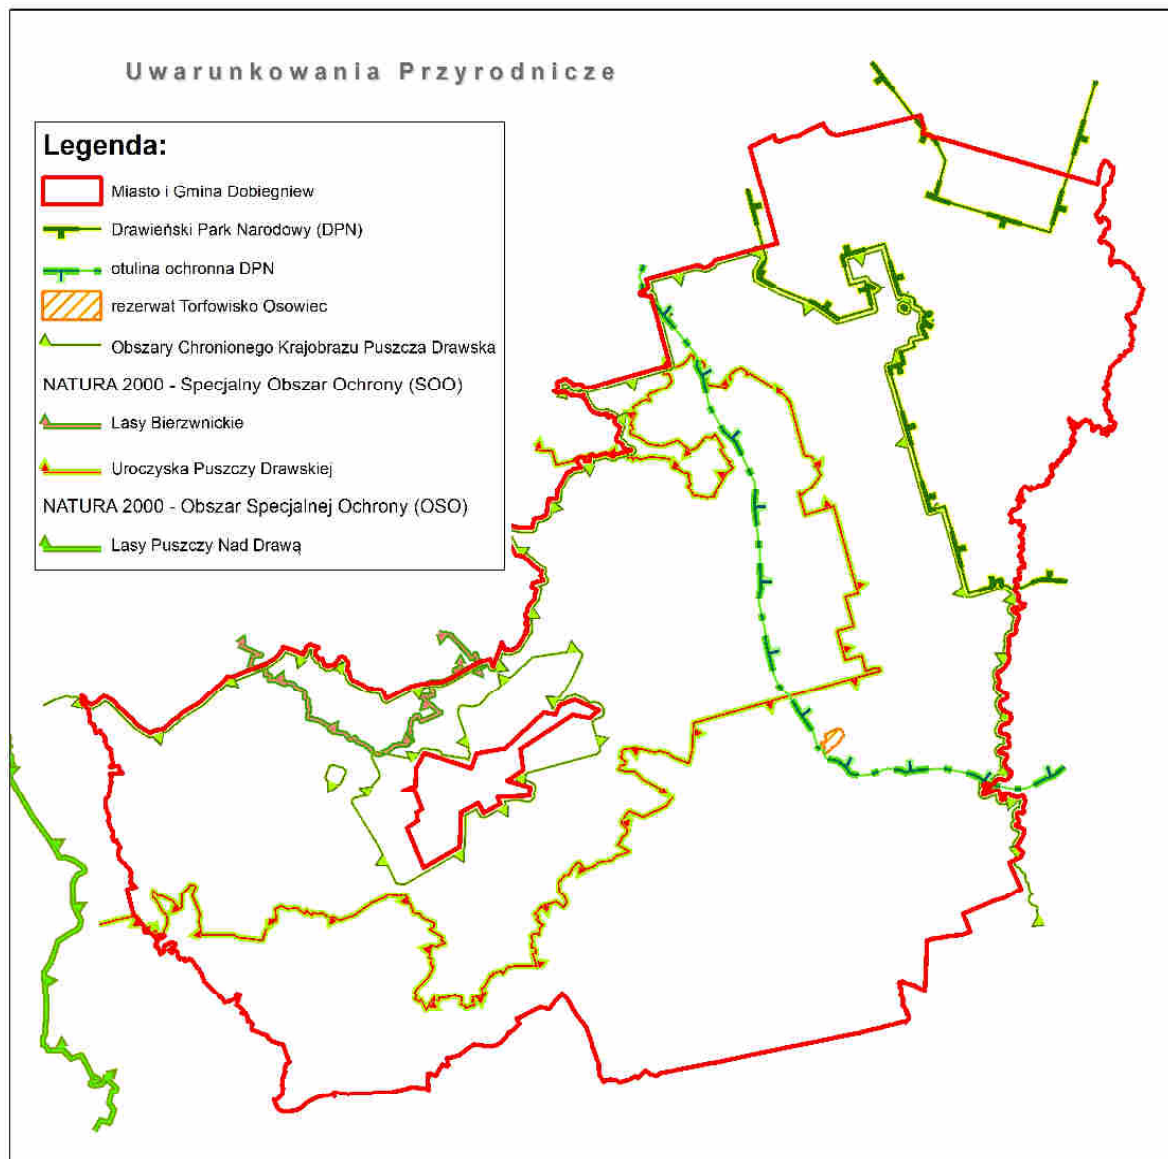 Uwarunkowania Przyrodnicze
Legenda:
Miasto i Gmina Dobiegniew
Drawieński Park Narodowy (DPN)
otulina ochronna DPN
rezerwat Torfowisko Osowiec
Obszary Chronionego Krajobrazu Puszcza Drawska
NATURA 2000 - Specjalny Obszar Ochrony (SOO)
Lasy Bierzwnickie
Uroczyska Puszczy Drawskiej
NATURA 2000 - Obszar Specjalnej Ochrony (OSO)
Lasy Puszczy Nad Drawą